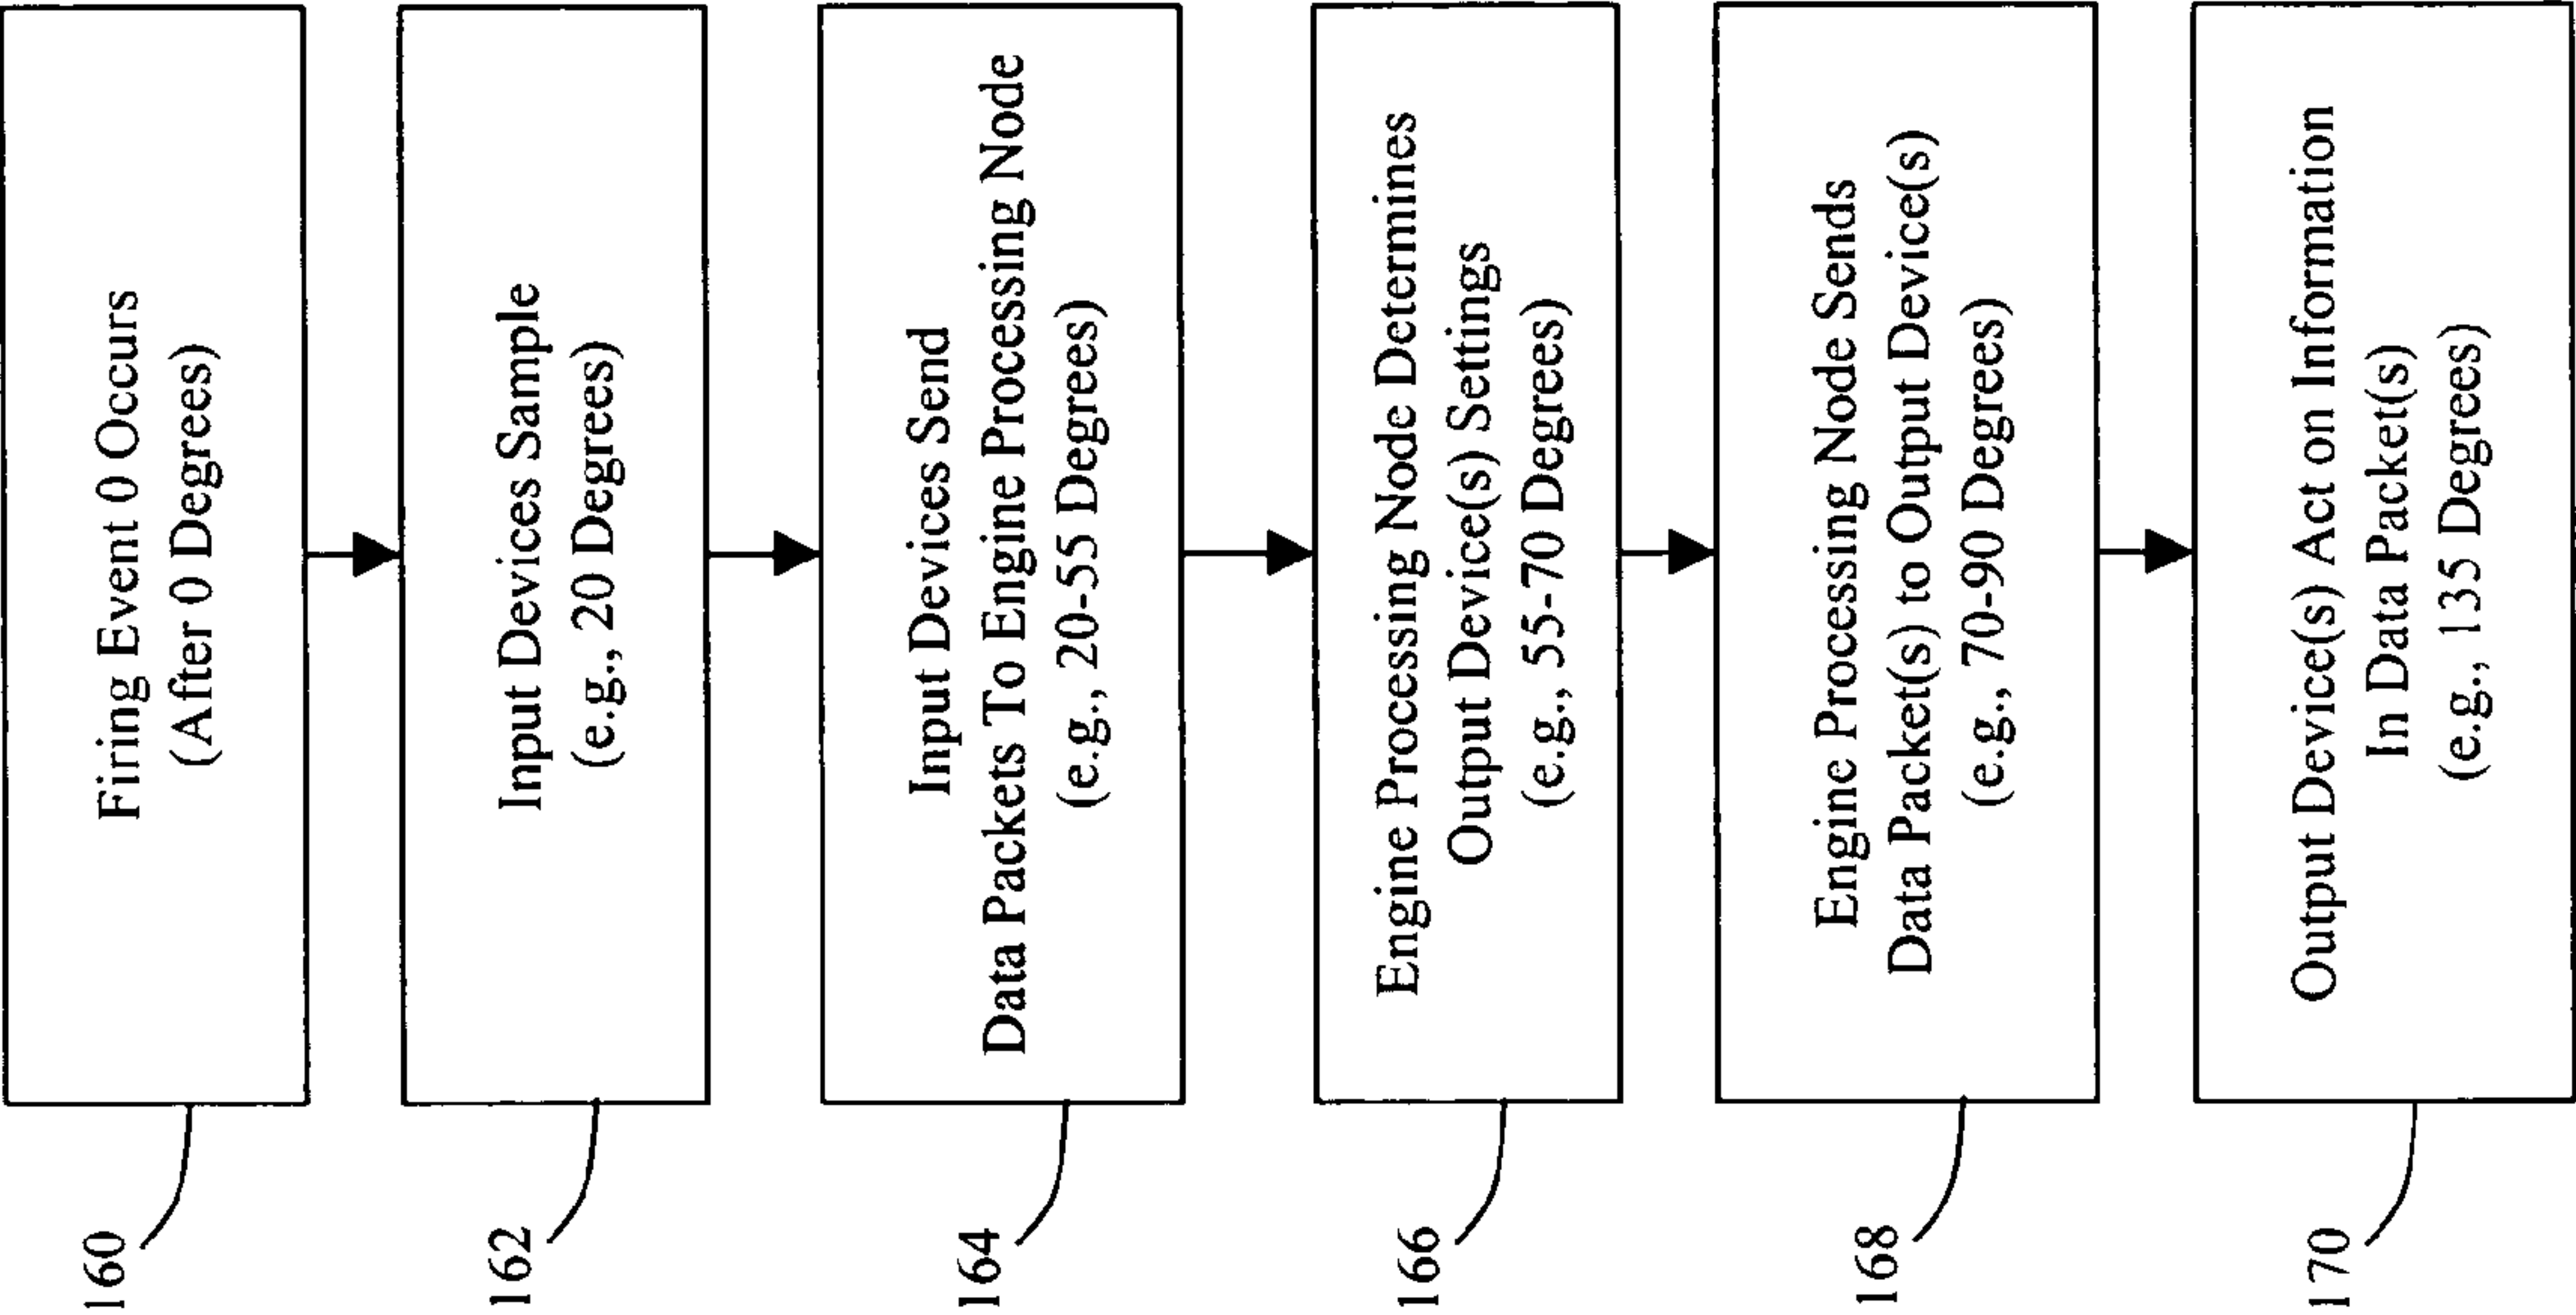 160
Firing Event 0 Occurs
(After 0 Degrees)
162
Input Devices Sample
(e.g., 20 Degrees)
164
Input Devices Send
Data Packets To Engine Processing Node
(e.g., 20-55 Degrees)
166
Engine Processing Node Determines
Output Device(s) Settings
(e.g., 55-70 Degrees)
168
Engine Processing Node Sends
Data Packet(s) to Output Device(s)
(e.g., 70-90 Degrees)
170
Output Device(s) Act on Information
In Data Packet(s)
(e.g., 135 Degrees)